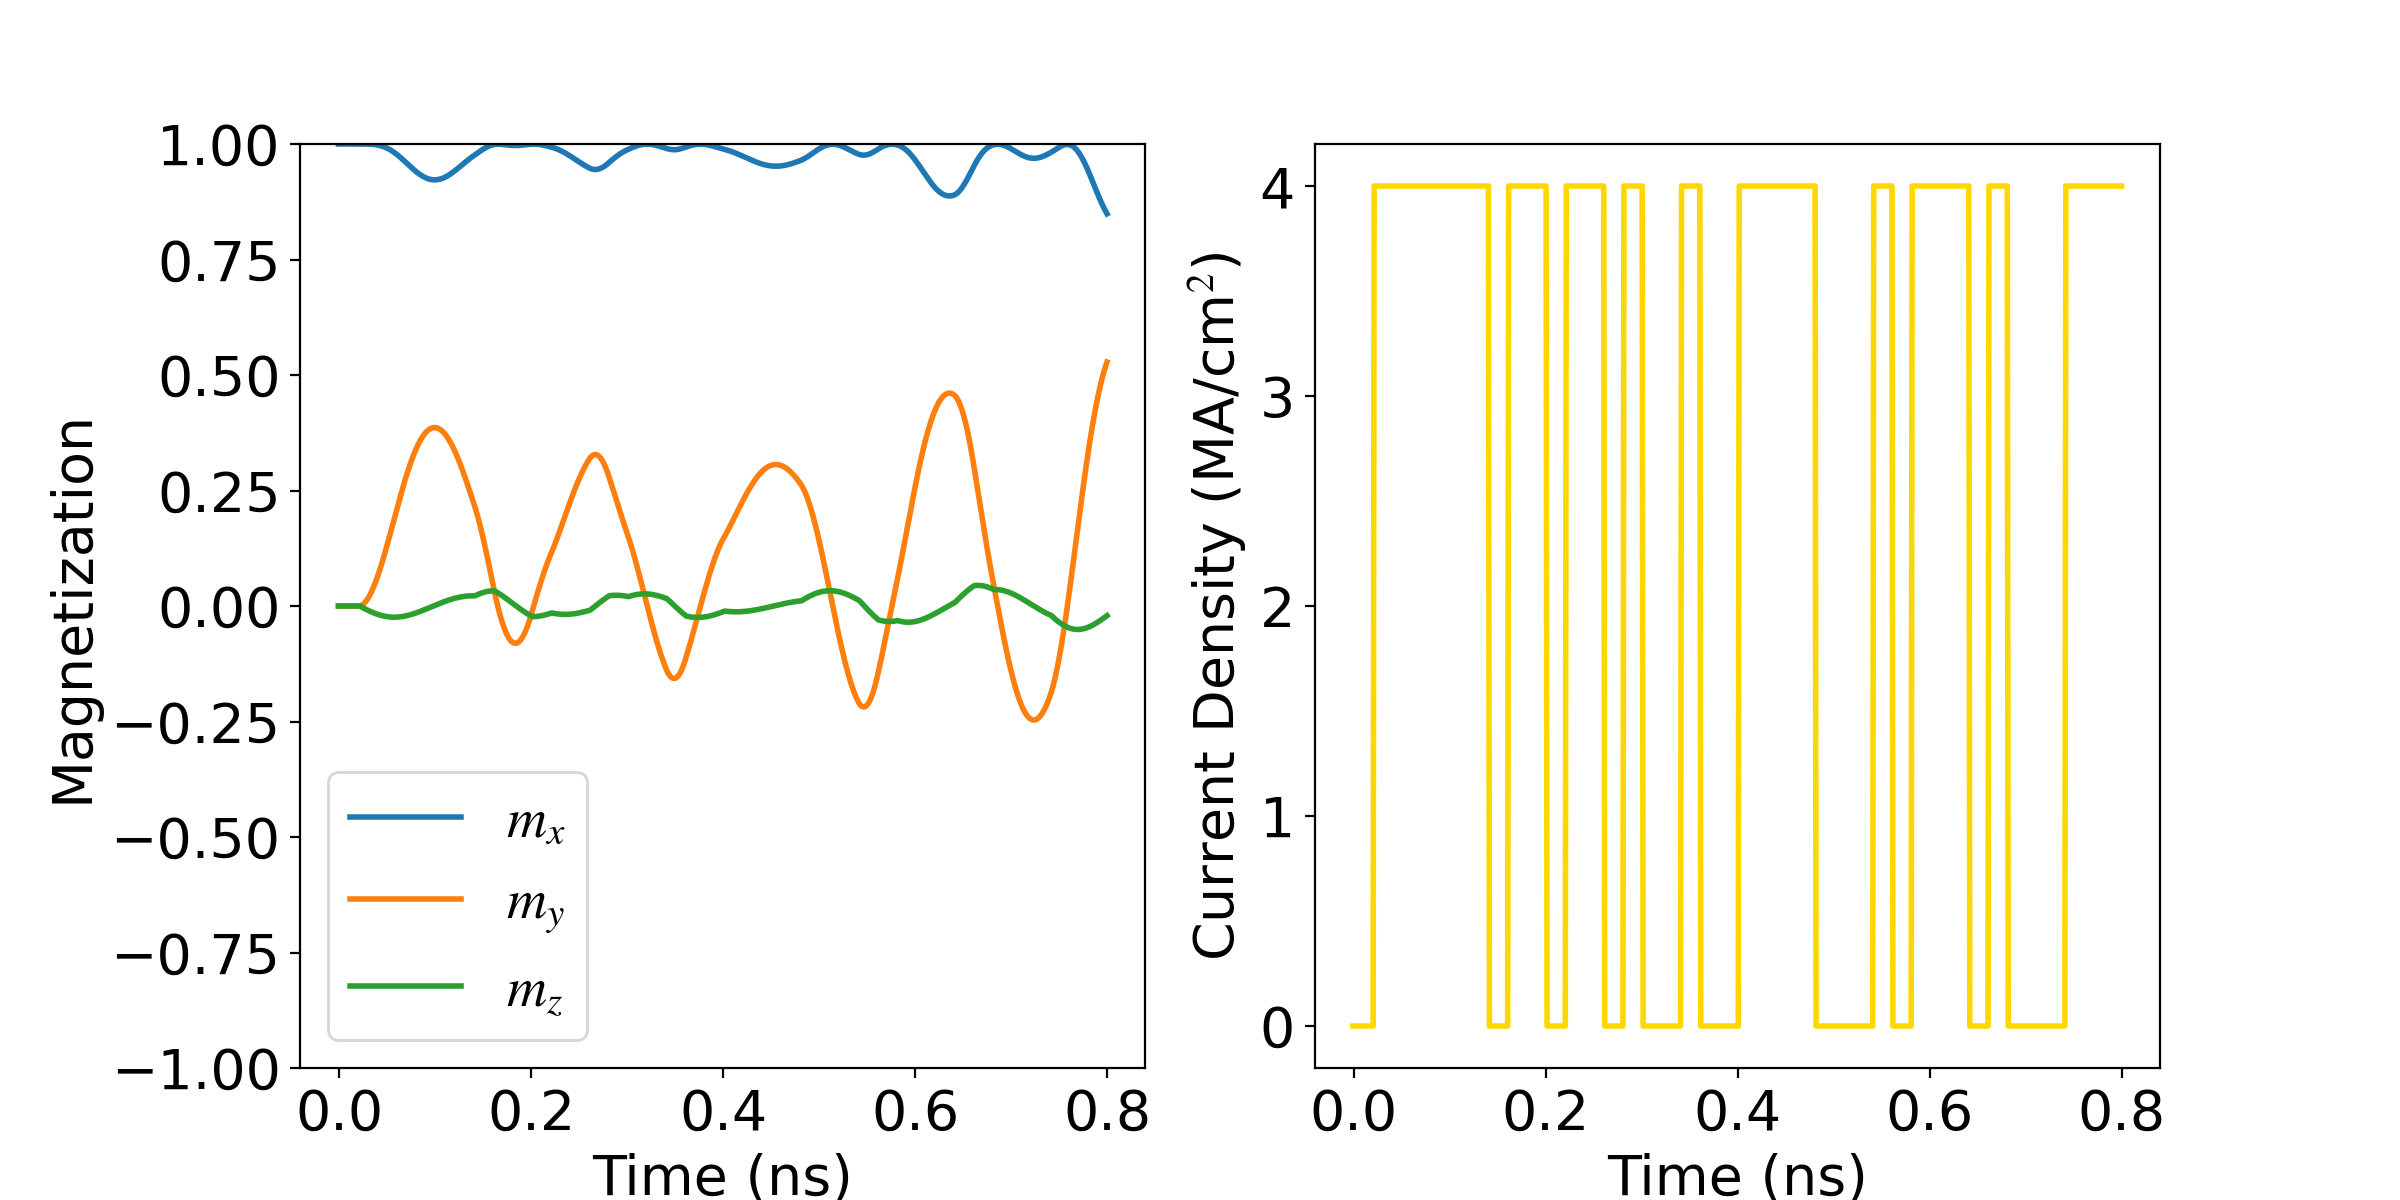 1.00
0.75
0.50
0.25
0.00
−0.25
−0.50
−0.75
−1.00
Magnetization
m_x
m_y
m_z
0.0 0.2 0.4 0.6 0.8
Time (ns)
4
3
2
1
0
Current Density (MA/cm²)
0.0 0.2 0.4 0.6 0.8
Time (ns)